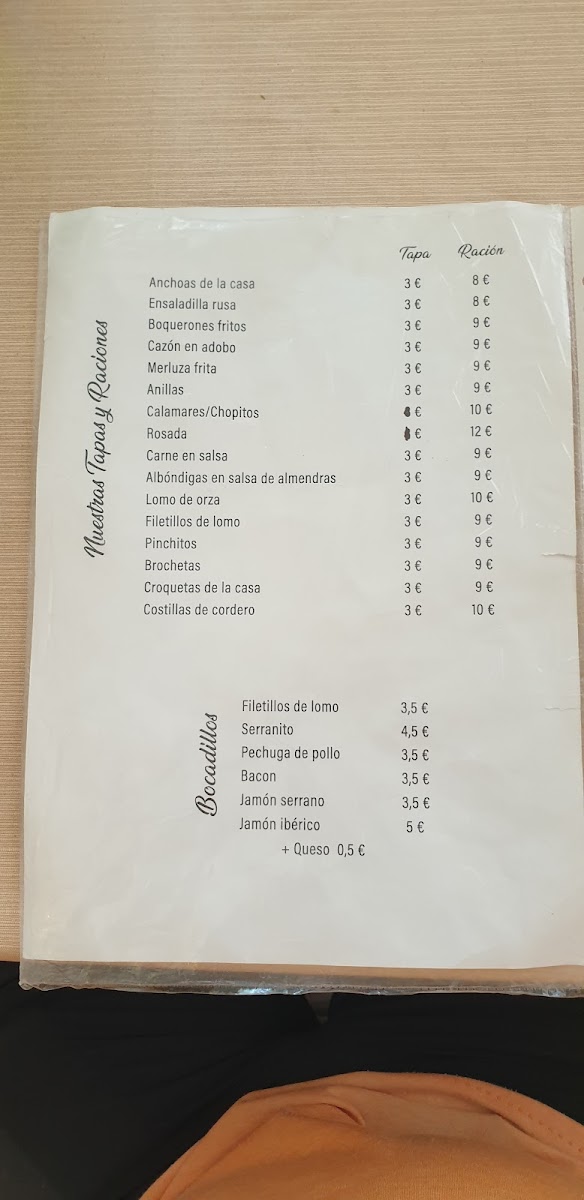 Tapa Ración
Nuestras Tapas y Raciones
Anchoas de la casa 3 € 8 €
Ensaladilla rusa 3 € 8 €
Boquerones fritos 3 € 9 €
Cazón en adobo 3 € 9 €
Merluza frita 3 € 9 €
Anillas 3 € 9 €
Calamares/Chopitos € 10 €
Rosada € 12 €
Carne en salsa 3 € 9 €
Albóndigas en salsa de almendras 3 € 9 €
Lomo de orza 3 € 10 €
Filetillos de lomo 3 € 9 €
Pinchitos 3 € 9 €
Brochetas 3 € 9 €
Croquetas de la casa 3 € 9 €
Costillas de cordero 3 € 10 €
Bocadillos
Filetillos de lomo 3,5 €
Serranito 4,5 €
Pechuga de pollo 3,5 €
Bacon 3,5 €
Jamón serrano 3,5 €
Jamón ibérico 5 €
+ Queso 0,5 €